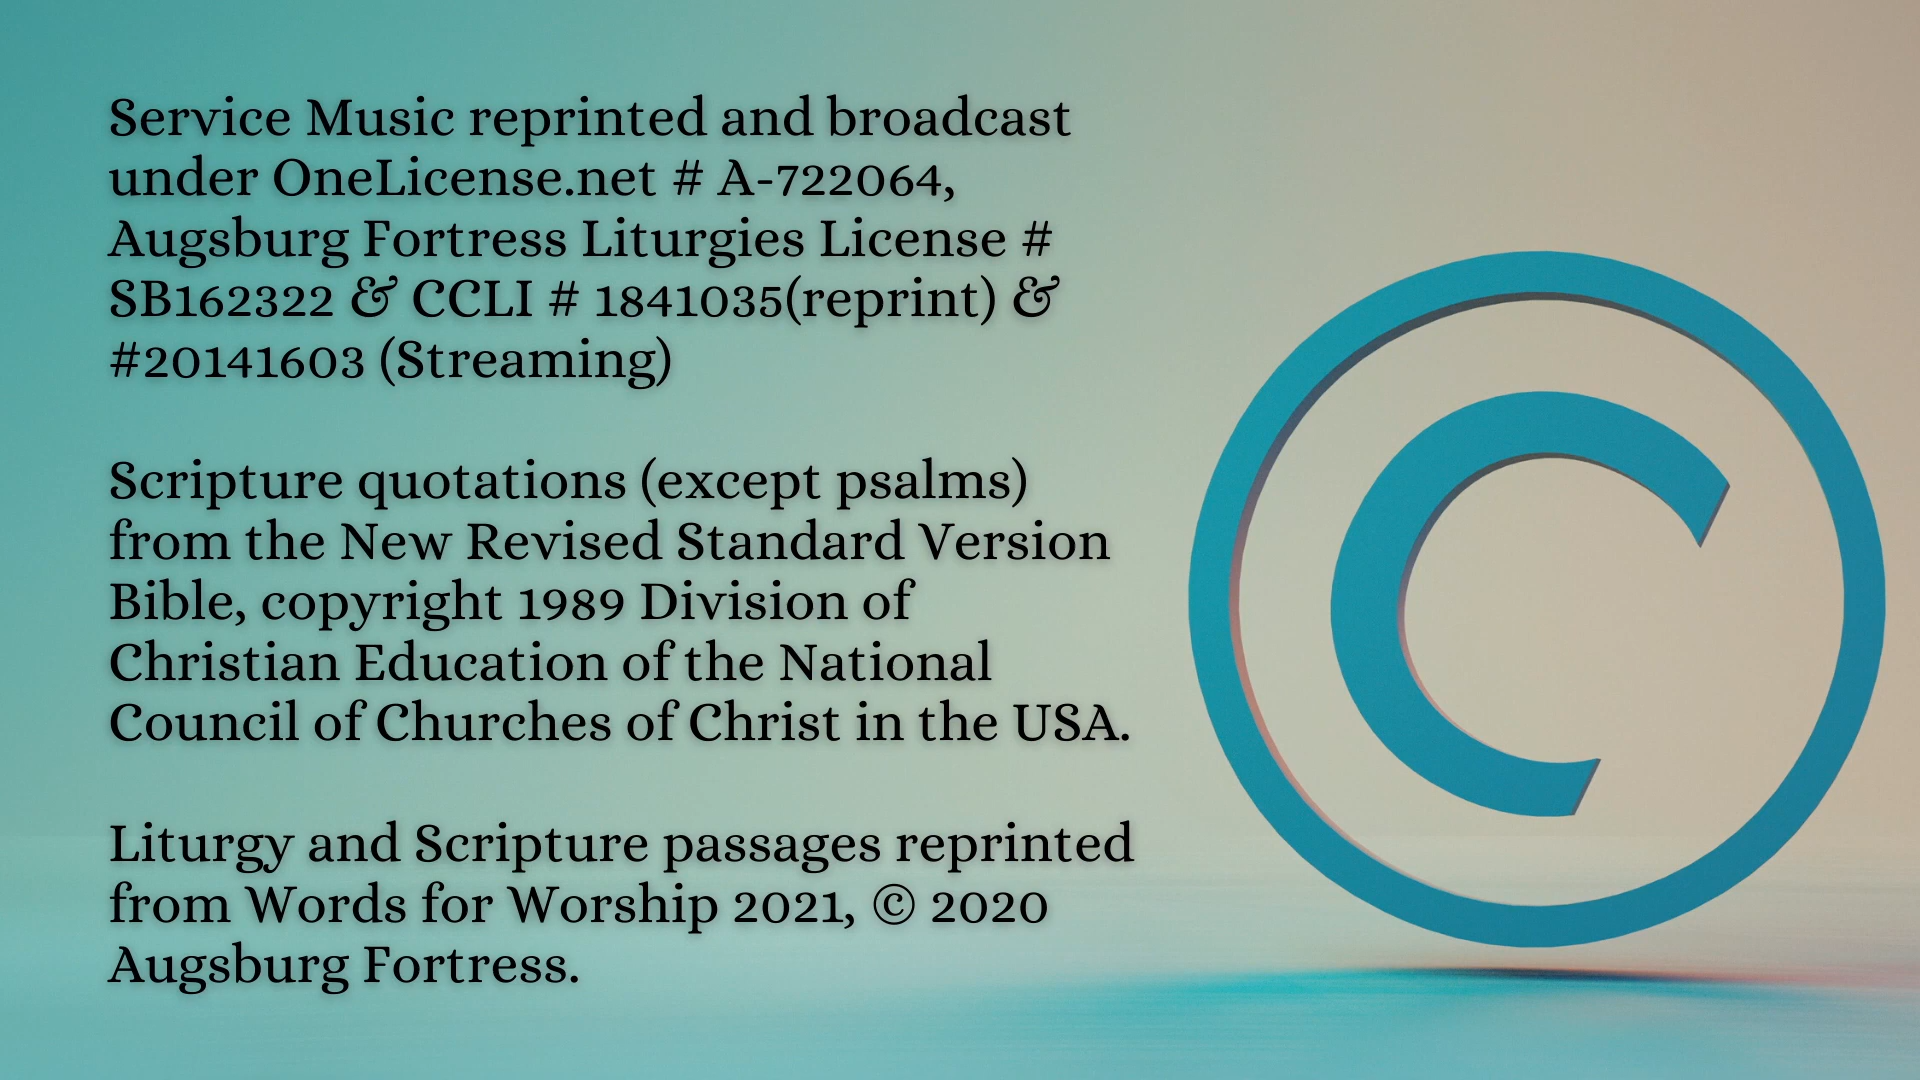 Service Music reprinted and broadcast
under OneLicense.net # A-722064,
Augsburg Fortress Liturgies License #
SB162322 & CCLI # 1841035(reprint) &
#20141603 (Streaming)
Scripture quotations (except psalms)
from the New Revised Standard Version
Bible, copyright 1989 Division of
Christian Education of the National
Council of Churches of Christ in the USA.
Liturgy and Scripture passages reprinted
from Words for Worship 2021, © 2020
Augsburg Fortress.
©